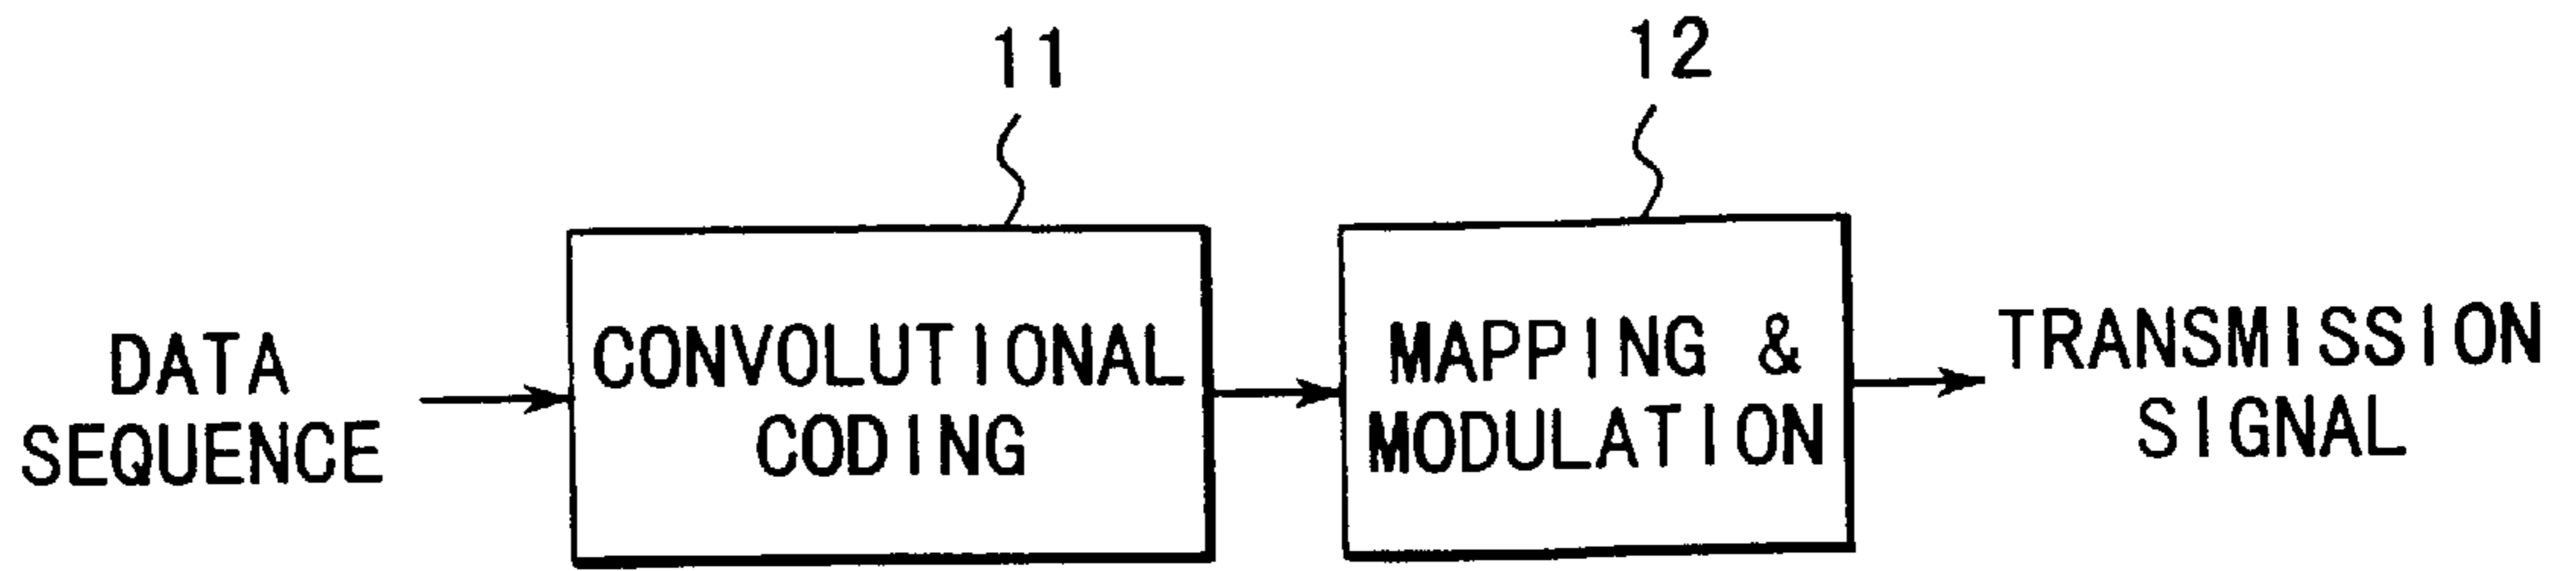 11
12
DATA
SEQUENCE
CONVOLUTIONAL
CODING
MAPPING &
MODULATION
TRANSMISSION
SIGNAL